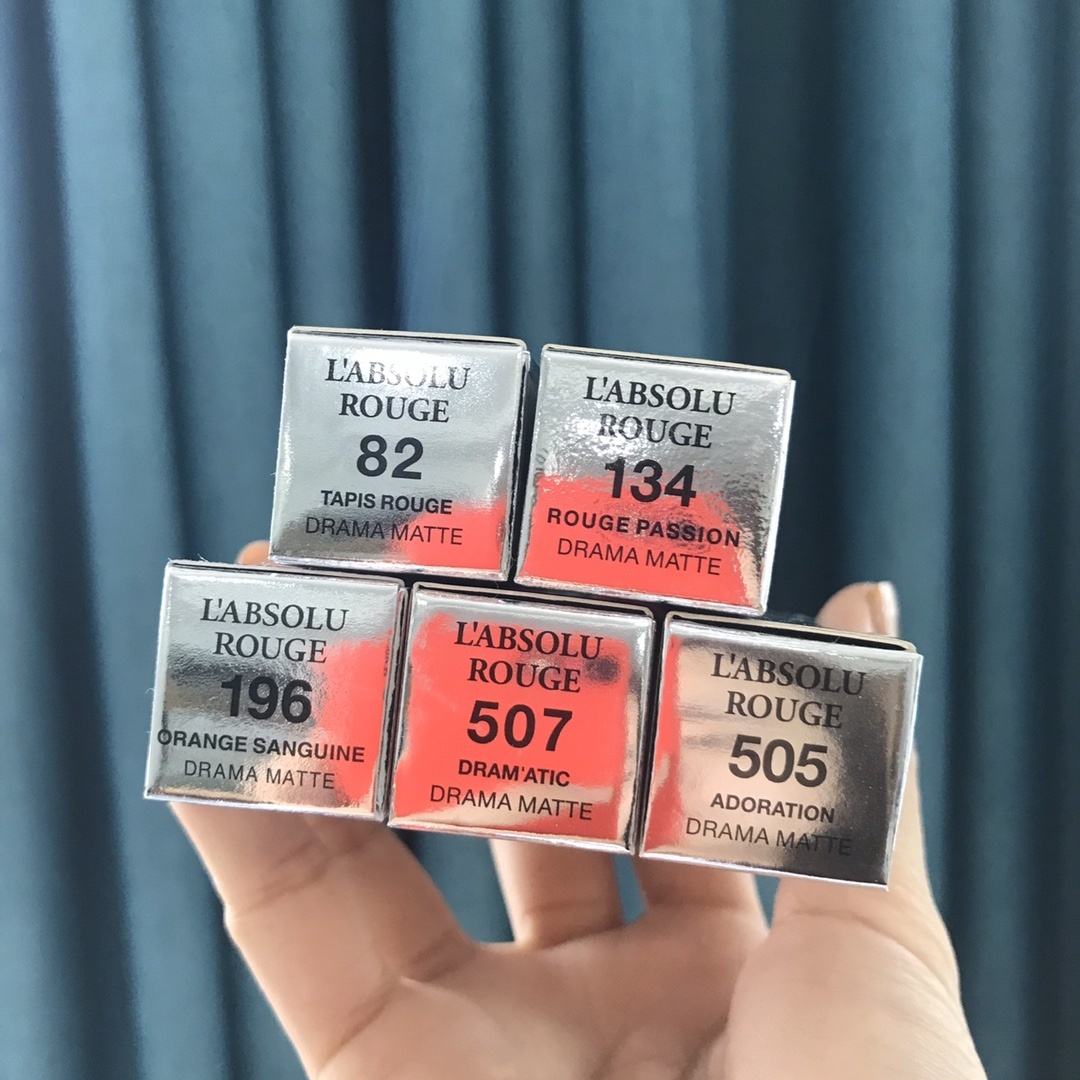 L'ABSOLU
ROUGE
82
TAPIS ROUGE
DRAMA MATTE
L'ABSOLU
ROUGE
134
ROUGE PASSION
DRAMA MATTE
L'ABSOLU
ROUGE
196
ORANGE SANGUINE
DRAMA MATTE
L'ABSOLU
ROUGE
507
DRAM'ATIC
DRAMA MATTE
L'ABSOLU
ROUGE
505
ADORATION
DRAMA MATTE